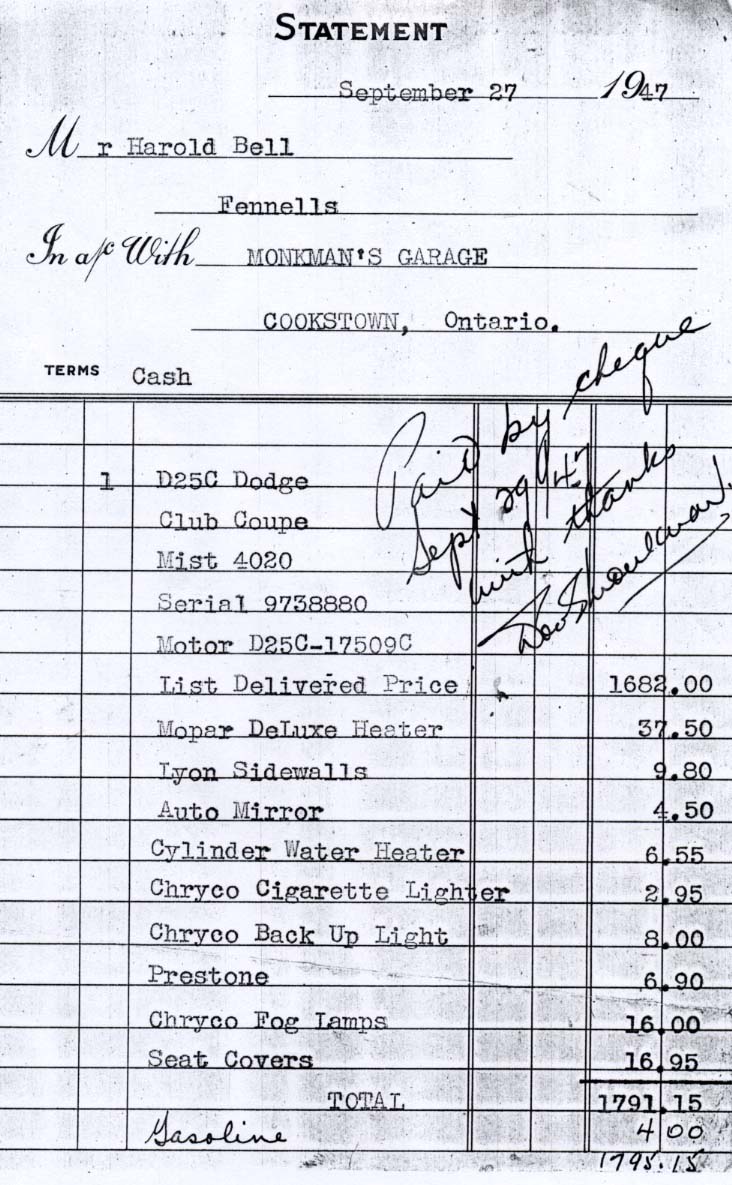 STATEMENT
September 27 1947
Mr Harold Bell
Fennells
In a/c With MONKMAN'S GARAGE
COOKSTOWN, Ontario.
TERMS Cash
Paid by cheque
Sept 29 47
with thanks
1 D25C Dodge
Club Coupe
Mist 4020
Serial 9738880
Motor D25C-17509C
List Delivered Price 1682.00
Mopar DeLuxe Heater 37.50
Lyon Sidewalls 9.80
Auto Mirror 4.50
Cylinder Water Heater 6.55
Chryco Cigarette Lighter 2.95
Chryco Back Up Light 8.00
Prestone 6.90
Chryco Fog Lamps 16.00
Seat Covers 16.95
TOTAL 1791.15
Gasoline 4 00
1795.15